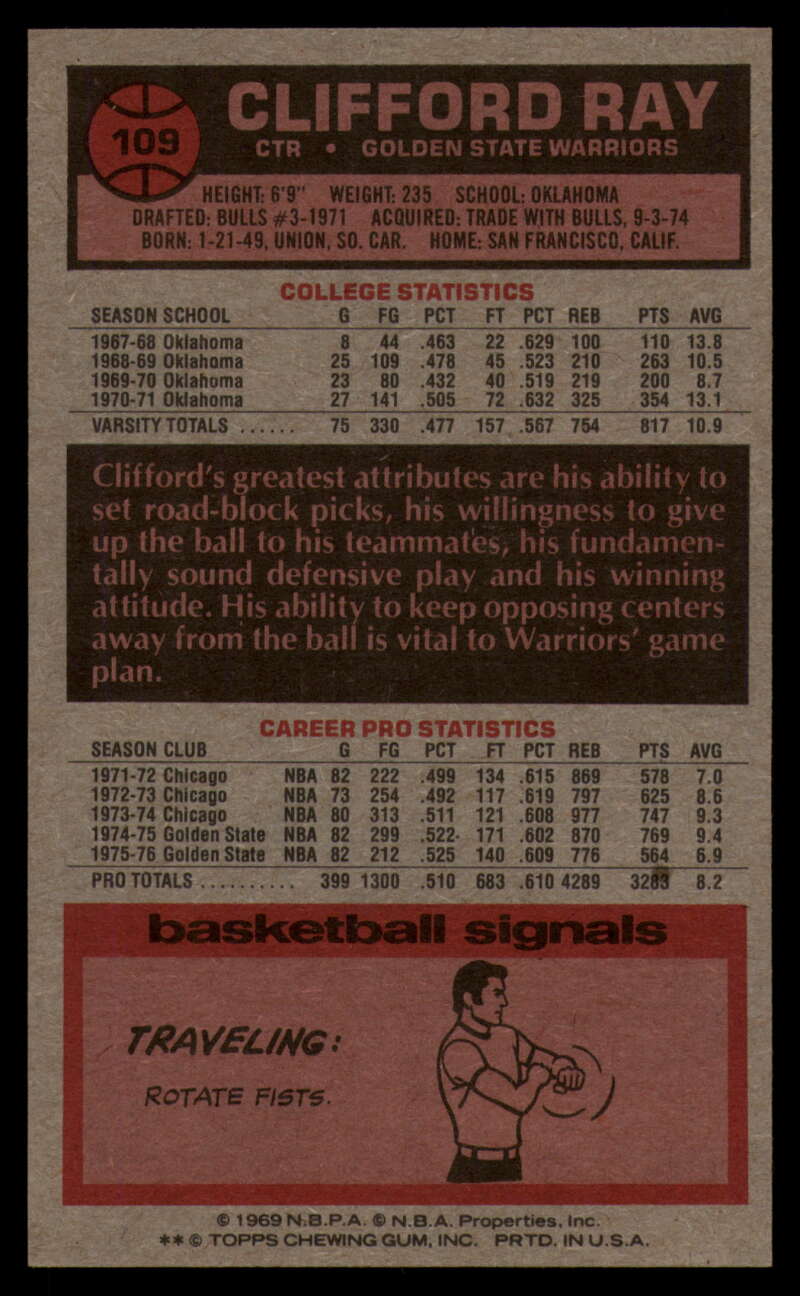 109
CLIFFORD RAY
CTR • GOLDEN STATE WARRIORS
HEIGHT: 6'9" WEIGHT: 235 SCHOOL: OKLAHOMA
DRAFTED: BULLS #3-1971 ACQUIRED: TRADE WITH BULLS, 9-3-74
BORN: 1-21-49, UNION, SO. CAR. HOME: SAN FRANCISCO, CALIF.
COLLEGE STATISTICS
SEASON SCHOOL G FG PCT FT PCT REB PTS AVG
1967-68 Oklahoma 8 44 .463 22 .629 100 110 13.8
1968-69 Oklahoma 25 109 .478 45 .523 210 263 10.5
1969-70 Oklahoma 23 80 .432 40 .519 219 200 8.7
1970-71 Oklahoma 27 141 .505 72 .632 325 354 13.1
VARSITY TOTALS ...... 75 330 .477 157 .567 754 817 10.9
Clifford's greatest attributes are his ability to
set road-block picks, his willingness to give
up the ball to his teammates, his fundamen-
tally sound defensive play and his winning
attitude. His ability to keep opposing centers
away from the ball is vital to Warriors' game
plan.
CAREER PRO STATISTICS
SEASON CLUB G FG PCT FT PCT REB PTS AVG
1971-72 Chicago NBA 82 222 .499 134 .615 869 578 7.0
1972-73 Chicago NBA 73 254 .492 117 .619 797 625 8.6
1973-74 Chicago NBA 80 313 .511 121 .608 977 747 9.3
1974-75 Golden State NBA 82 299 .522 171 .602 870 769 9.4
1975-76 Golden State NBA 82 212 .525 140 .609 776 564 6.9
PRO TOTALS .......... 399 1300 .510 683 .610 4289 3283 8.2
basketball signals
TRAVELING:
ROTATE FISTS.
© 1969 N.B.P.A. © N.B.A. Properties, Inc.
** © TOPPS CHEWING GUM, INC. PRTD. IN U.S.A.